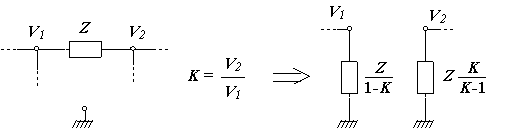 V1 Z V2
K = V2/V1
V1 V2
Z/1-K
Z K/K-1